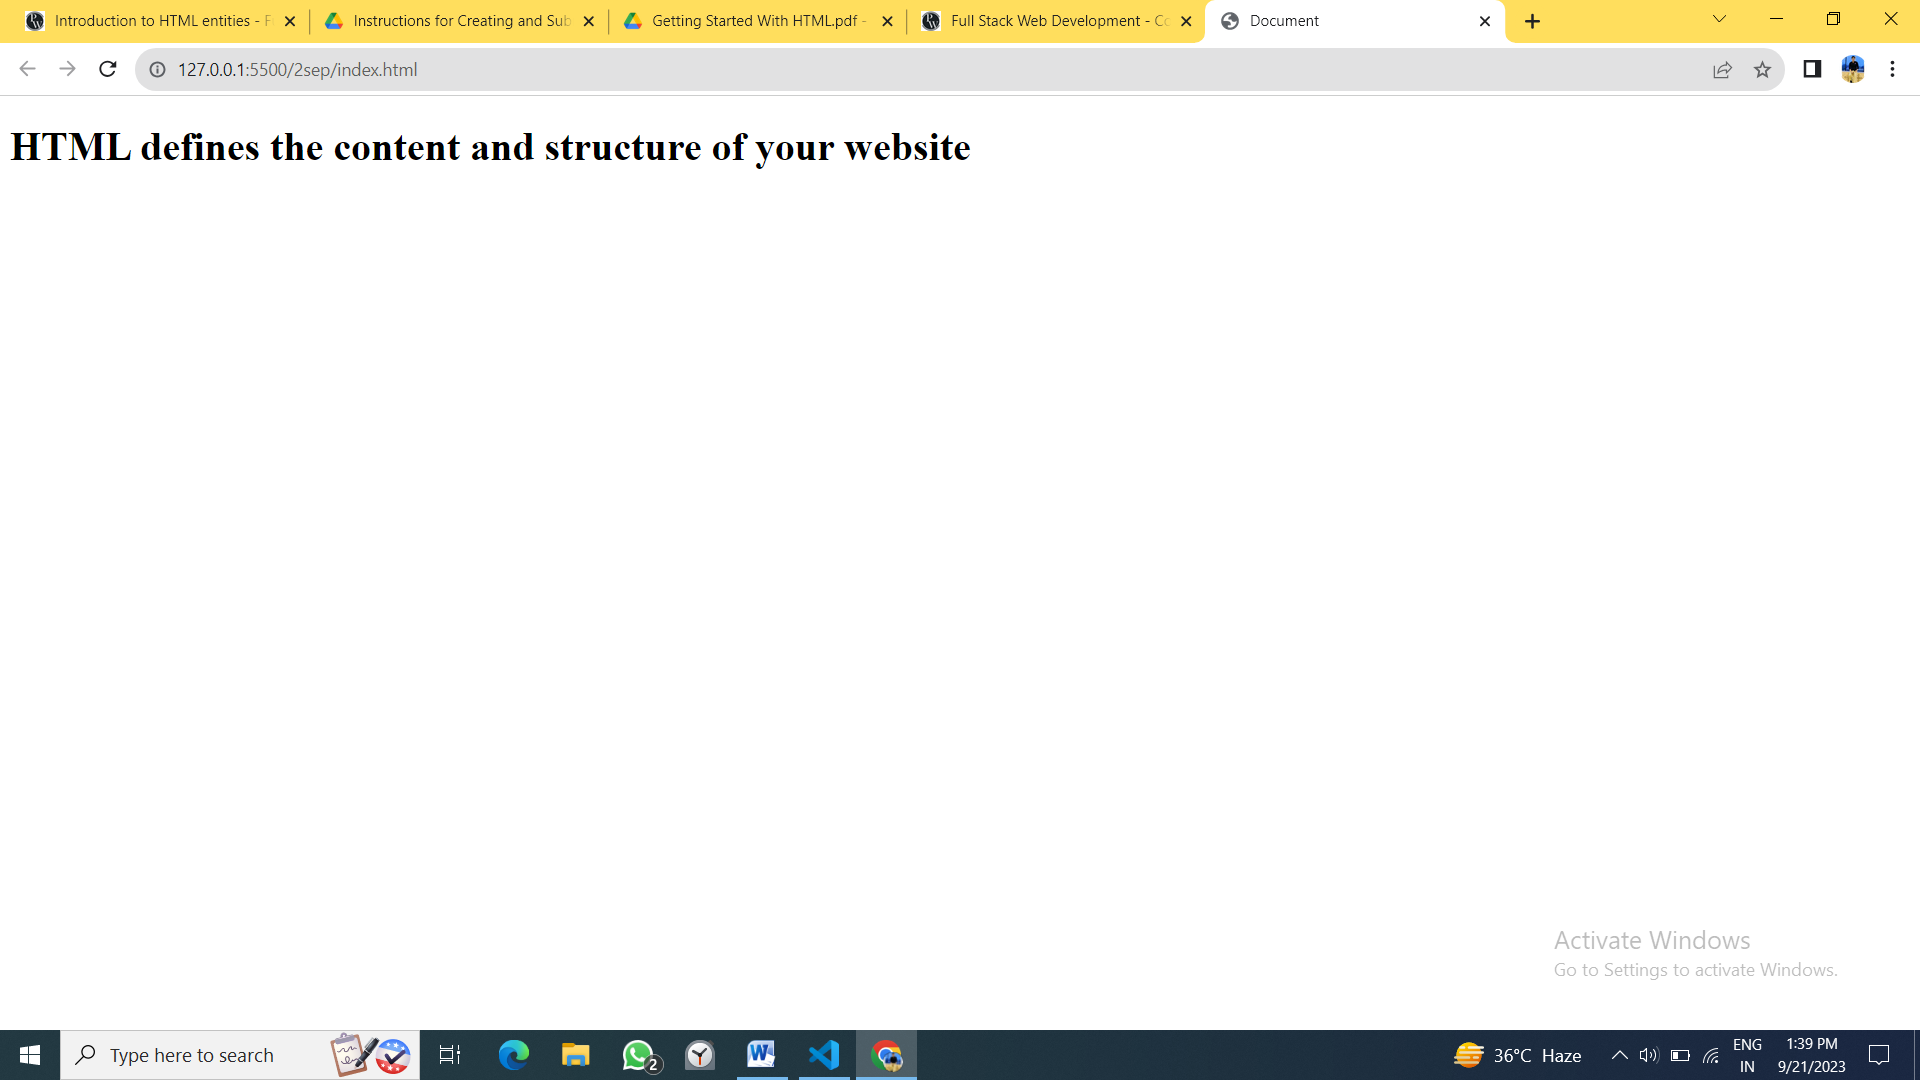 Introduction to HTML entities - F
Instructions for Creating and Sub
Getting Started With HTML.pdf -
Full Stack Web Development - Co
Document
127.0.0.1:5500/2sep/index.html
HTML defines the content and structure of your website
Activate Windows
Go to Settings to activate Windows.
Type here to search
2
36°C Haze
ENG
IN
1:39 PM
9/21/2023